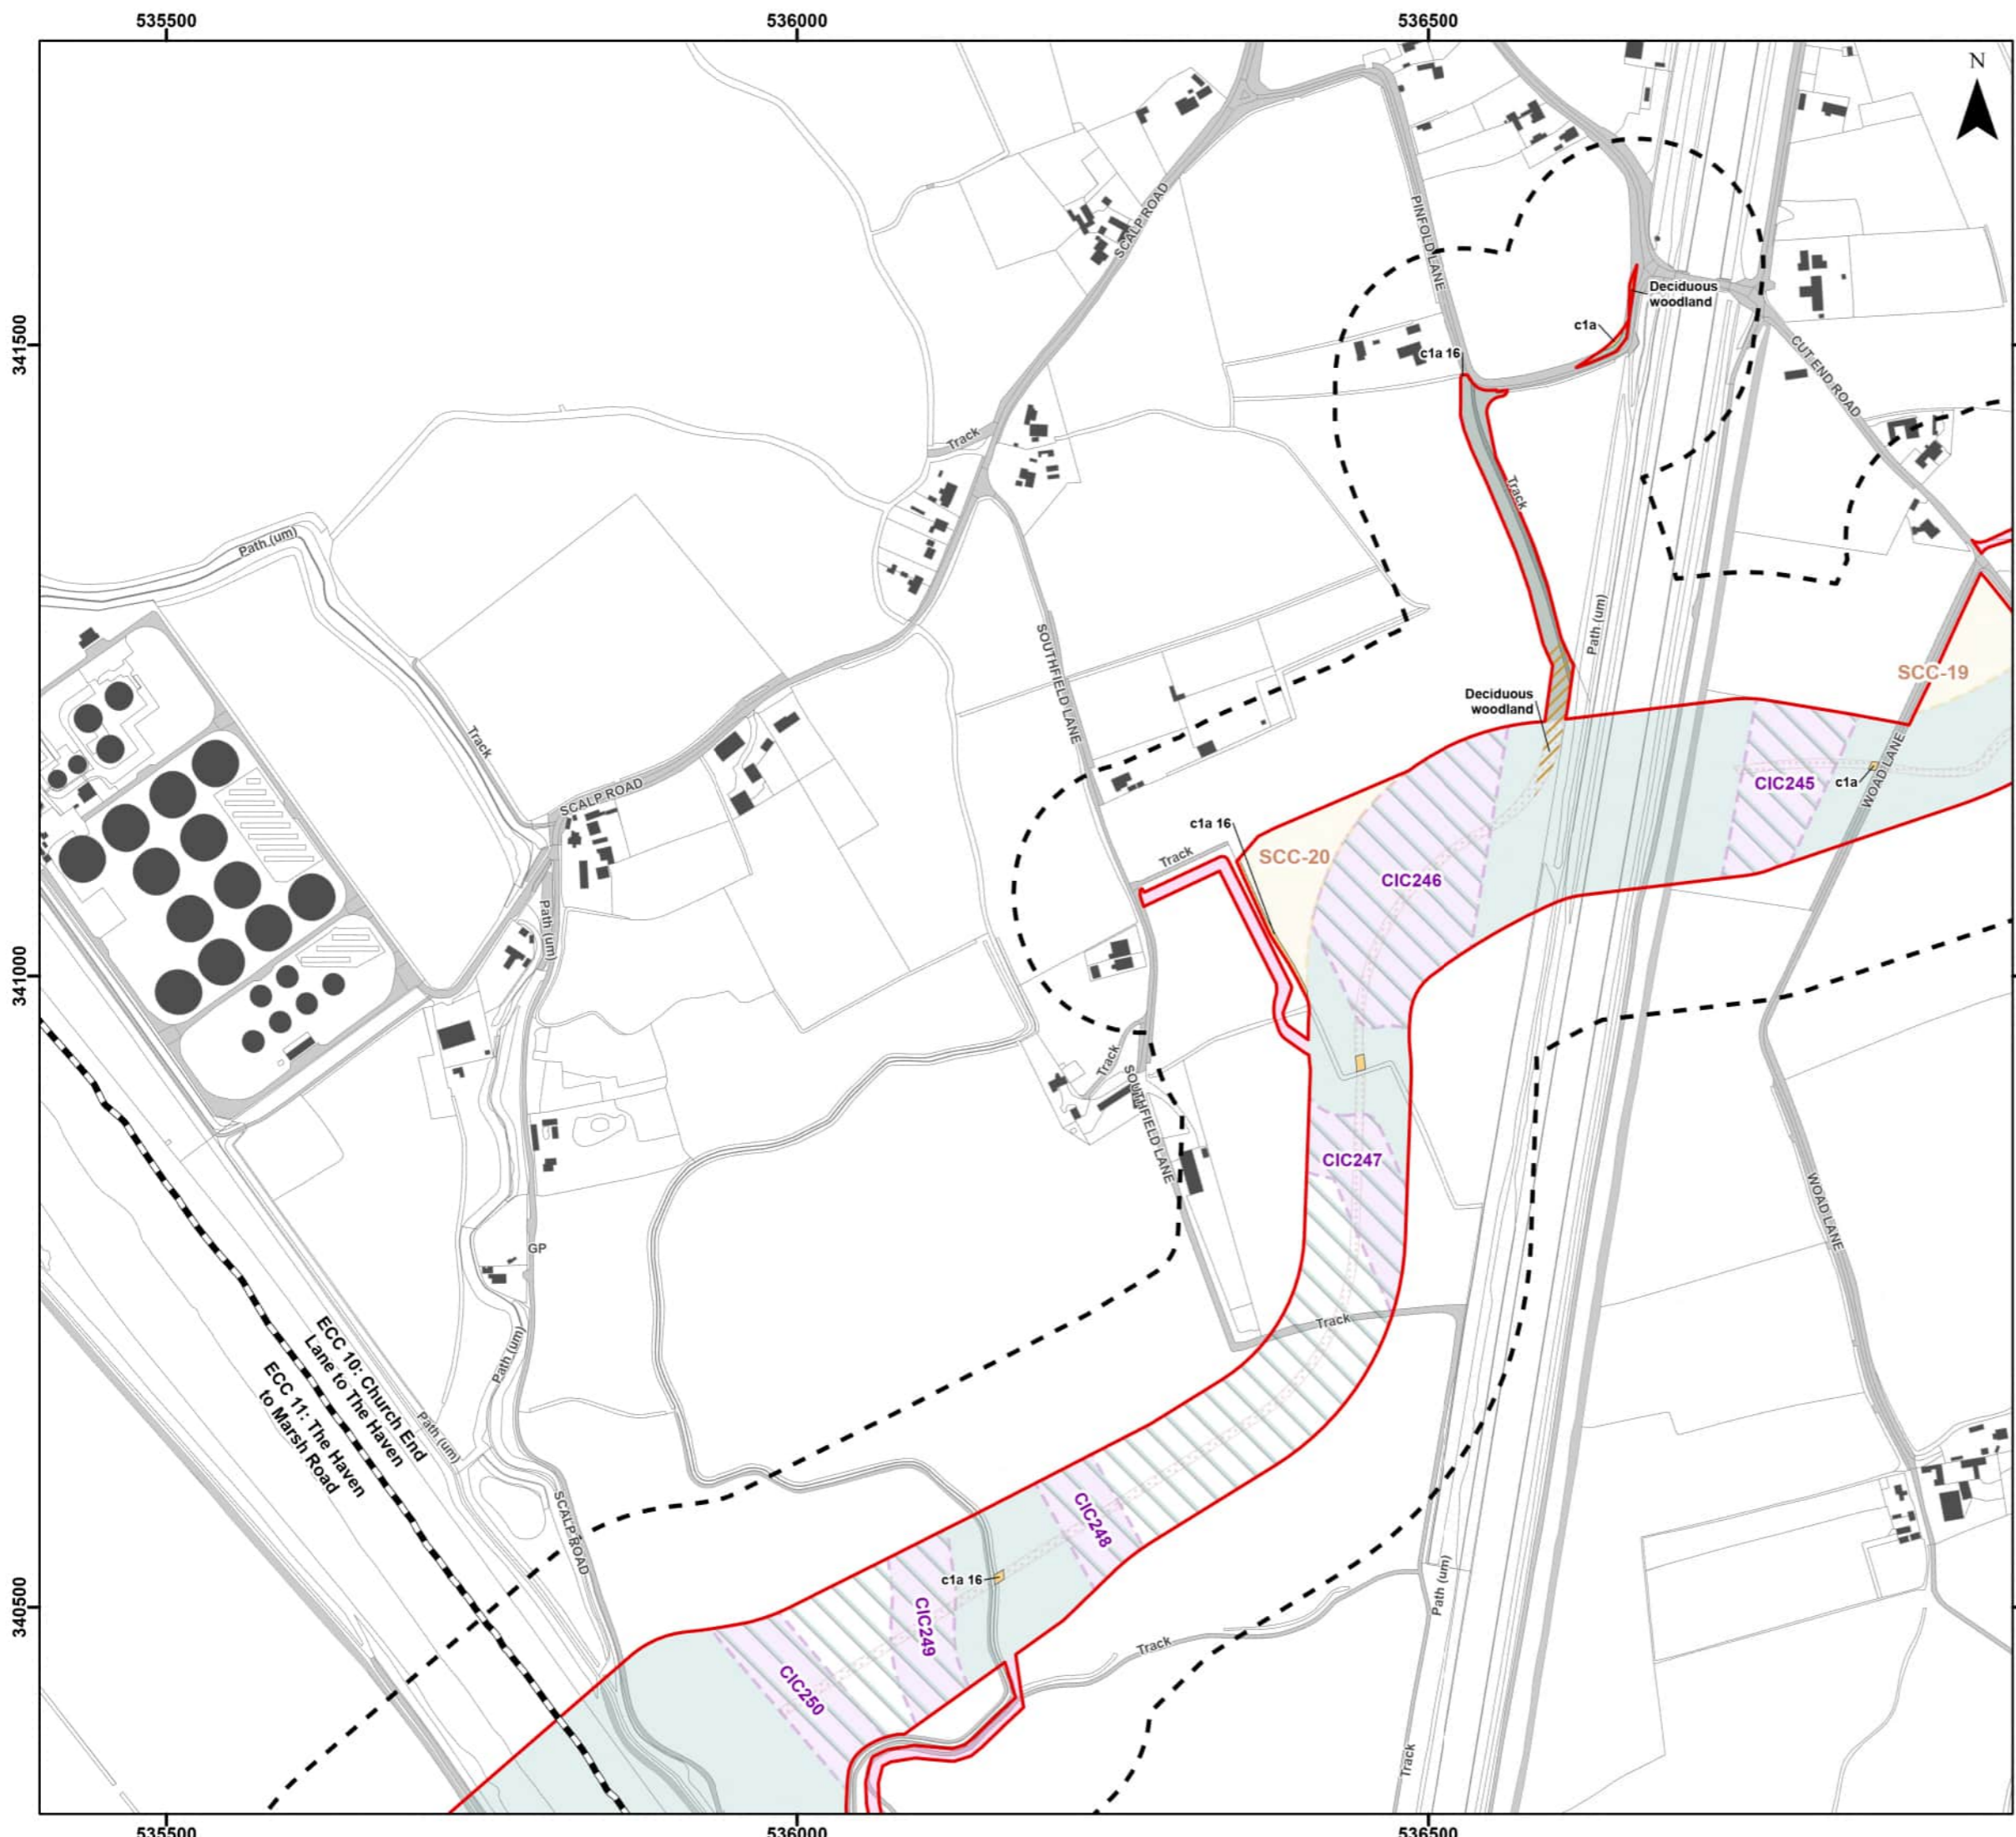 535500
536000
536500
N
SCALP ROAD
PINFOLD LANE
Deciduous
woodland
c1a
341500
c1a 16
CUT END ROAD
Track
Track
Path (um)
Path (um)
SOUTHFIELD LANE
SCC-19
Deciduous
woodland
Track
WOAD LANE
CIC245
c1a
SCALP ROAD
c1a 16
Track
SCC-20
CIC246
Path (um)
341000
Track
SOUTHFIELD LANE
CIC247
WOAD LANE
GP
Track
ECC 10: Church End
Lane to The Haven
ECC 11: The Haven
to Marsh Road
Path (um)
Path (um)
SCALP ROAD
CIC248
c1a 16
340500
CIC249
Path (um)
Track
CIC250
Track
535500
536000
536500